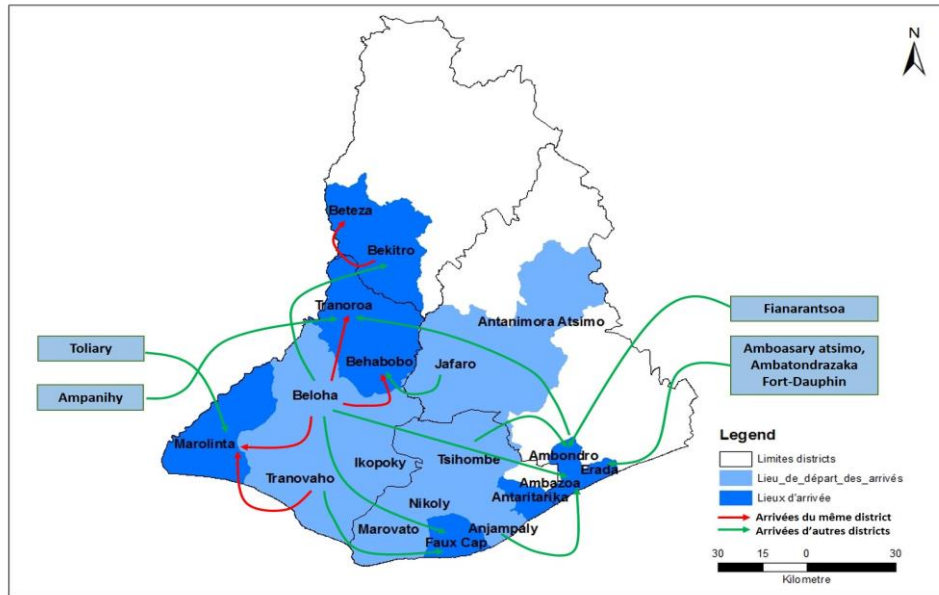 N
Beteza
Bekitro
Tranoroa
Antanimora Atsimo
Fianarantsoa
Toliary
Behabobo
Jafaro
Amboasary atsimo,
Ambatondrazaka
Fort-Dauphin
Ampanihy
Beloha
Marolinta
Ikopoky
Tsihombe
Ambondro
Erada
Tranovaho
Ambazoa
Antaritarika
Nikoly
Marovato
Anjampaly
Faux Cap
Legend
Limites districts
Lieu_de_départ_des_arrivés
Lieux d'arrivée
Arrivées du même district
Arrivées d'autres districts
30 15 0 30
Kilometre